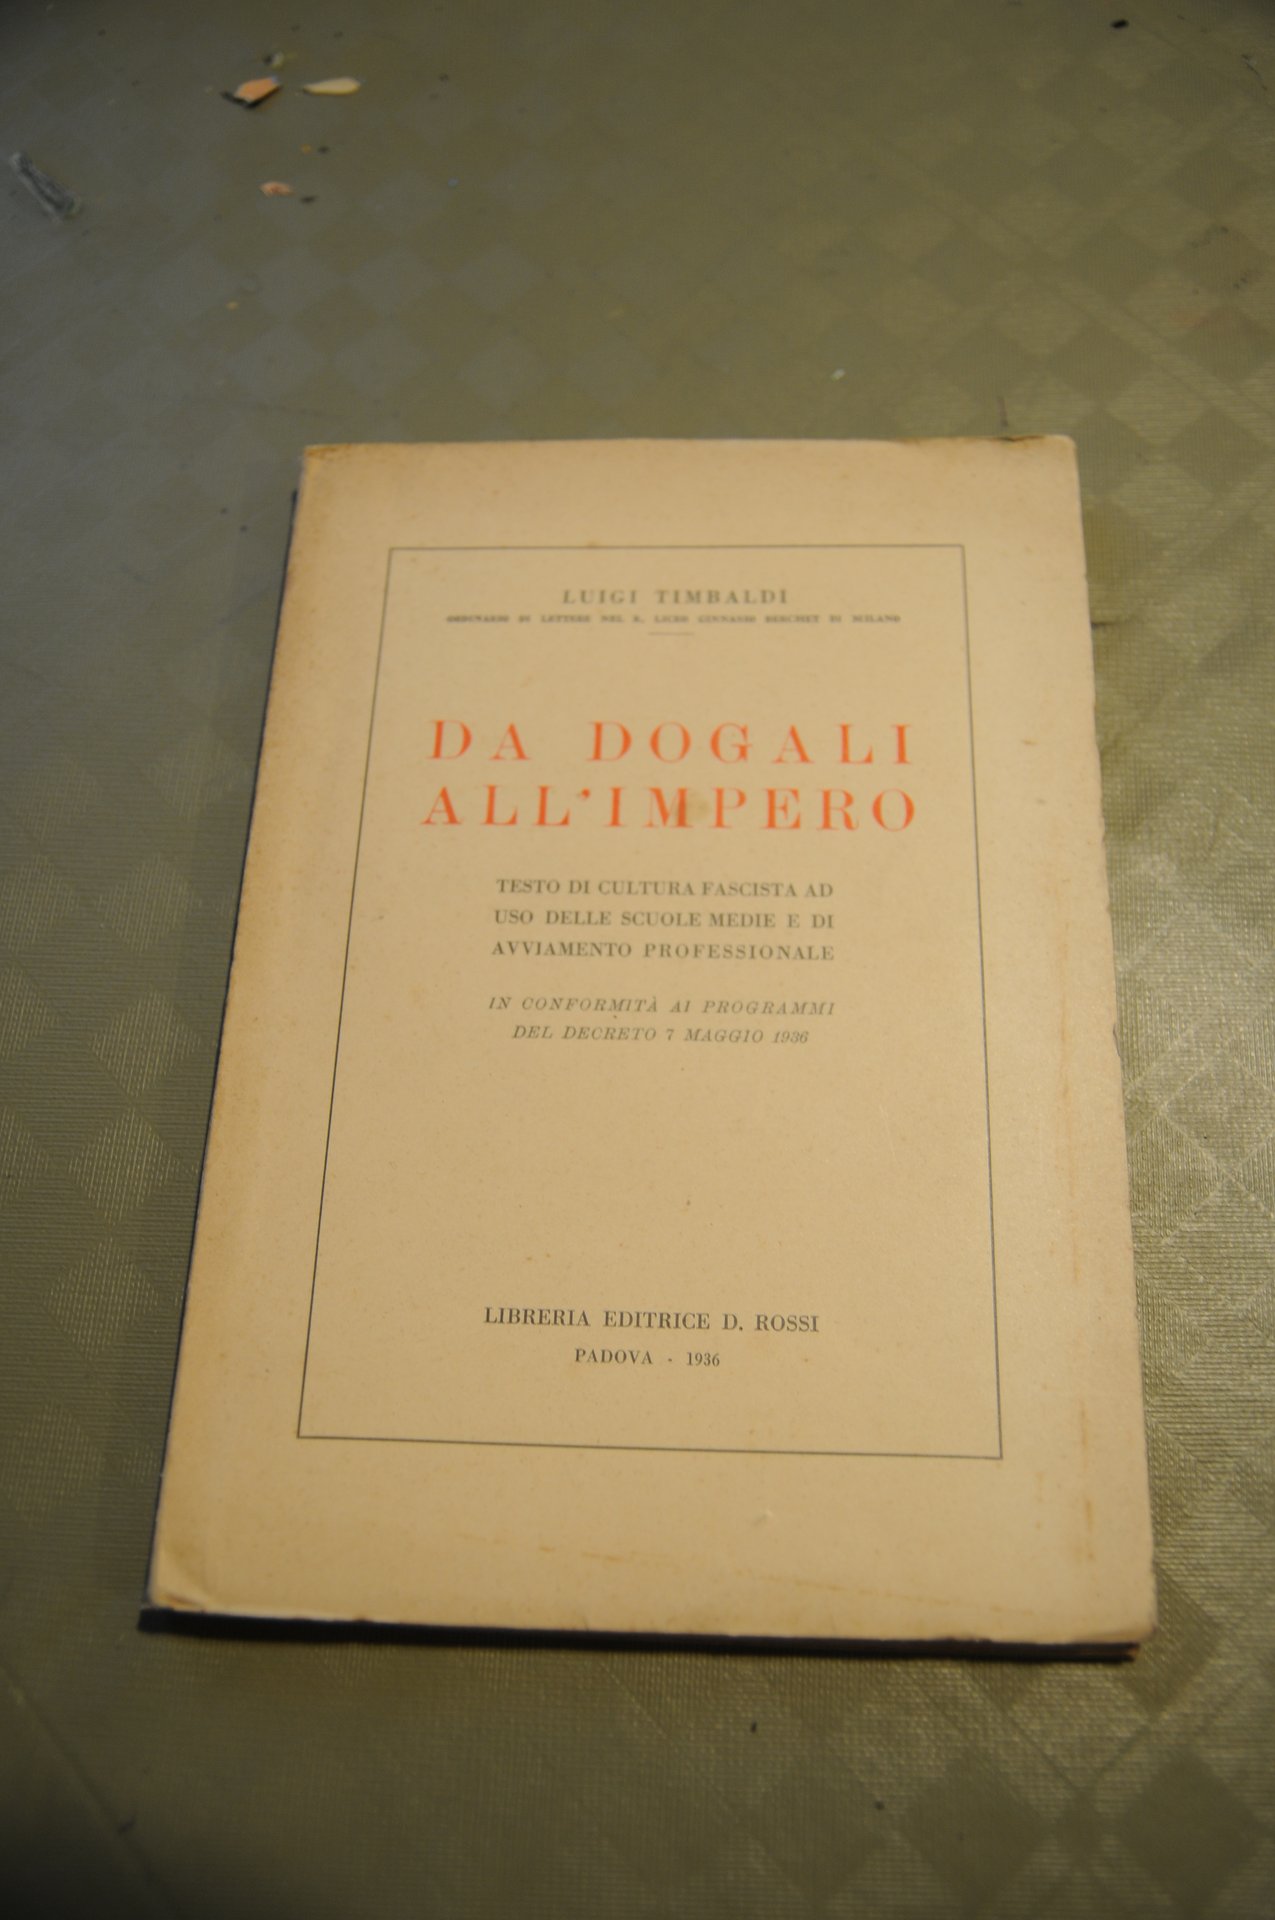 LUIGI TIMBALDI
ORDINARIO DI LETTERE NEL R. LICEO GINNASIO BERCHET DI MILANO
DA DOGALI
ALL'IMPERO
TESTO DI CULTURA FASCISTA AD
USO DELLE SCUOLE MEDIE E DI
AVVIAMENTO PROFESSIONALE
IN CONFORMITÀ AI PROGRAMMI
DEL DECRETO 7 MAGGIO 1936
LIBRERIA EDITRICE D. ROSSI
PADOVA - 1936